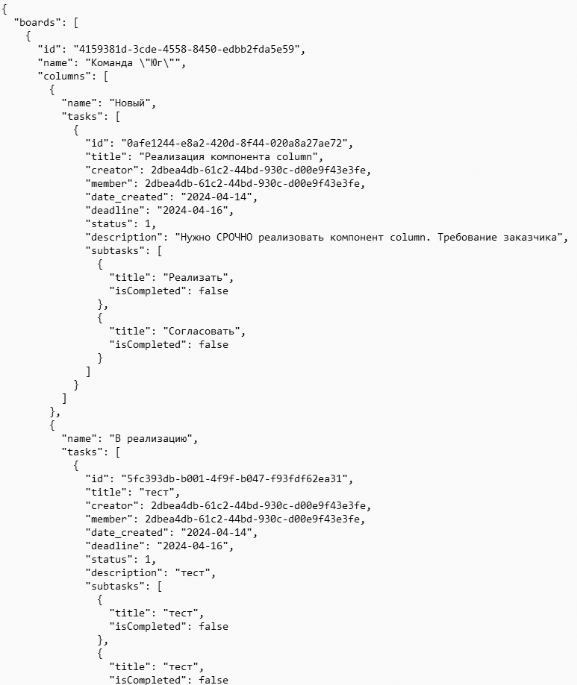 {
"boards": [
{
"id": "4159381d-3cde-4558-8450-edbb2fda5e59",
"name": "Команда \"Юг\"",
"columns": [
{
"name": "Новый",
"tasks": [
{
"id": "0afe1244-e8a2-420d-8f44-020a8a27ae72",
"title": "Реализация компонента column",
"creator": 2dbea4db-61c2-44bd-930c-d00e9f43e3fe,
"member": 2dbea4db-61c2-44bd-930c-d00e9f43e3fe,
"date_created": "2024-04-14",
"deadline": "2024-04-16",
"status": 1,
"description": "Нужно СРОЧНО реализовать компонент column. Требование заказчика",
"subtasks": [
{
"title": "Реализать",
"isCompleted": false
},
{
"title": "Согласовать",
"isCompleted": false
}
]
}
]
},
{
"name": "В реализацию",
"tasks": [
{
"id": "5fc393db-b001-4f9f-b047-f93fdf62ea31",
"title": "тест",
"creator": 2dbea4db-61c2-44bd-930c-d00e9f43e3fe,
"member": 2dbea4db-61c2-44bd-930c-d00e9f43e3fe,
"date_created": "2024-04-14",
"deadline": "2024-04-16",
"status": 1,
"description": "тест",
"subtasks": [
{
"title": "тест",
"isCompleted": false
},
{
"title": "тест",
"isCompleted": false